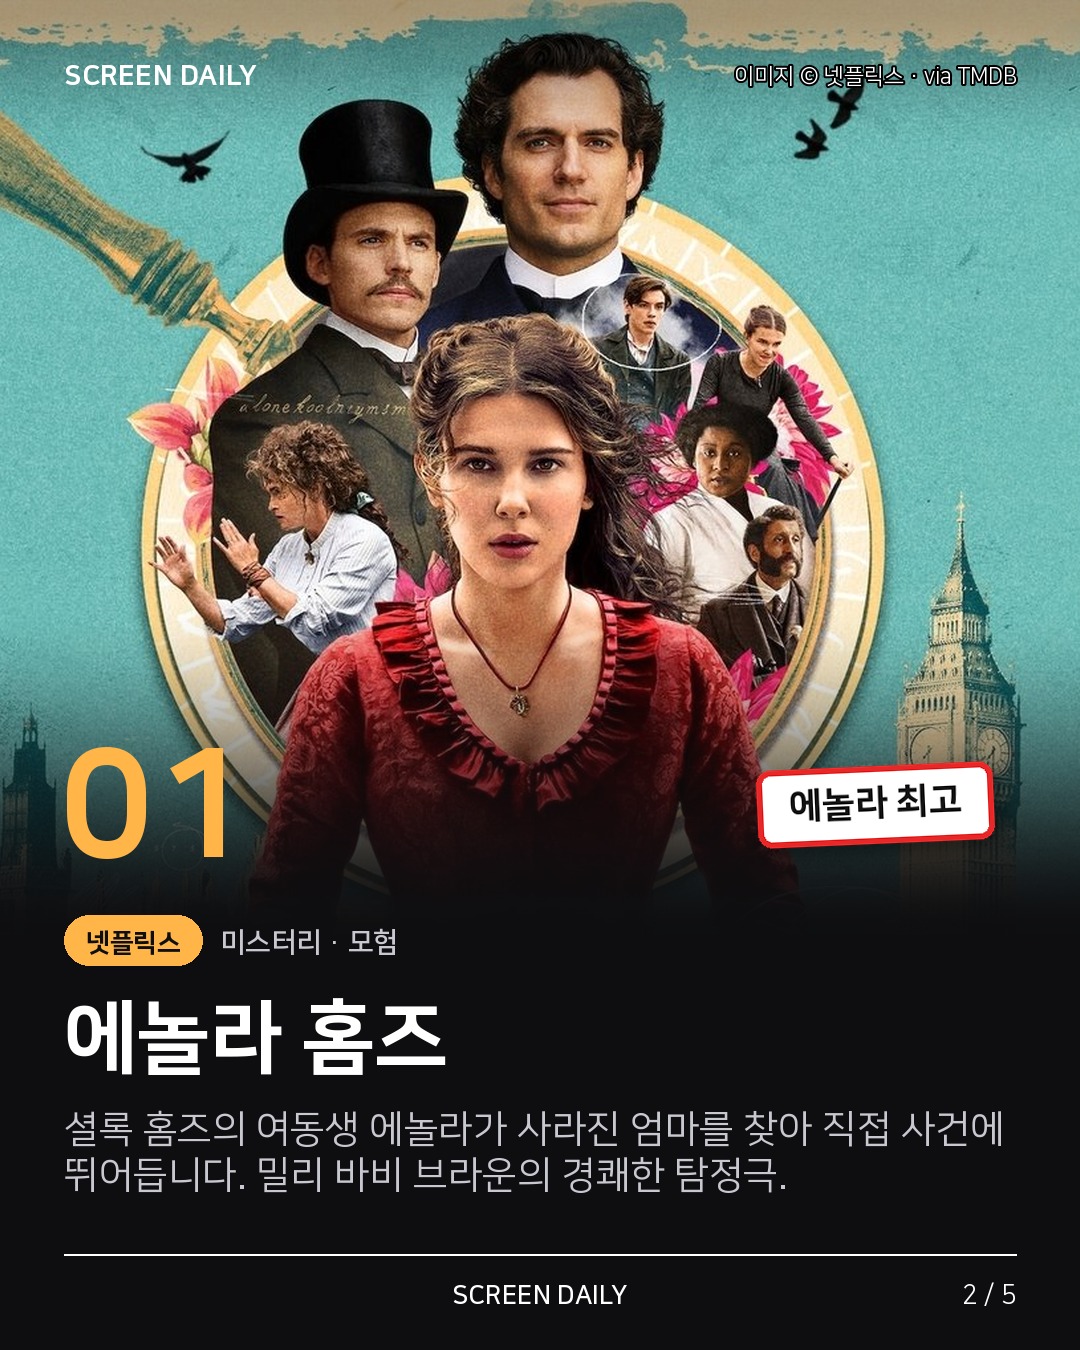 SCREEN DAILY
이미지 © 넷플릭스 · via TMDB
01
에놀라 최고
넷플릭스 미스터리 · 모험
에놀라 홈즈
셜록 홈즈의 여동생 에놀라가 사라진 엄마를 찾아 직접 사건에
뛰어듭니다. 밀리 바비 브라운의 경쾌한 탐정극.
SCREEN DAILY
2 / 5